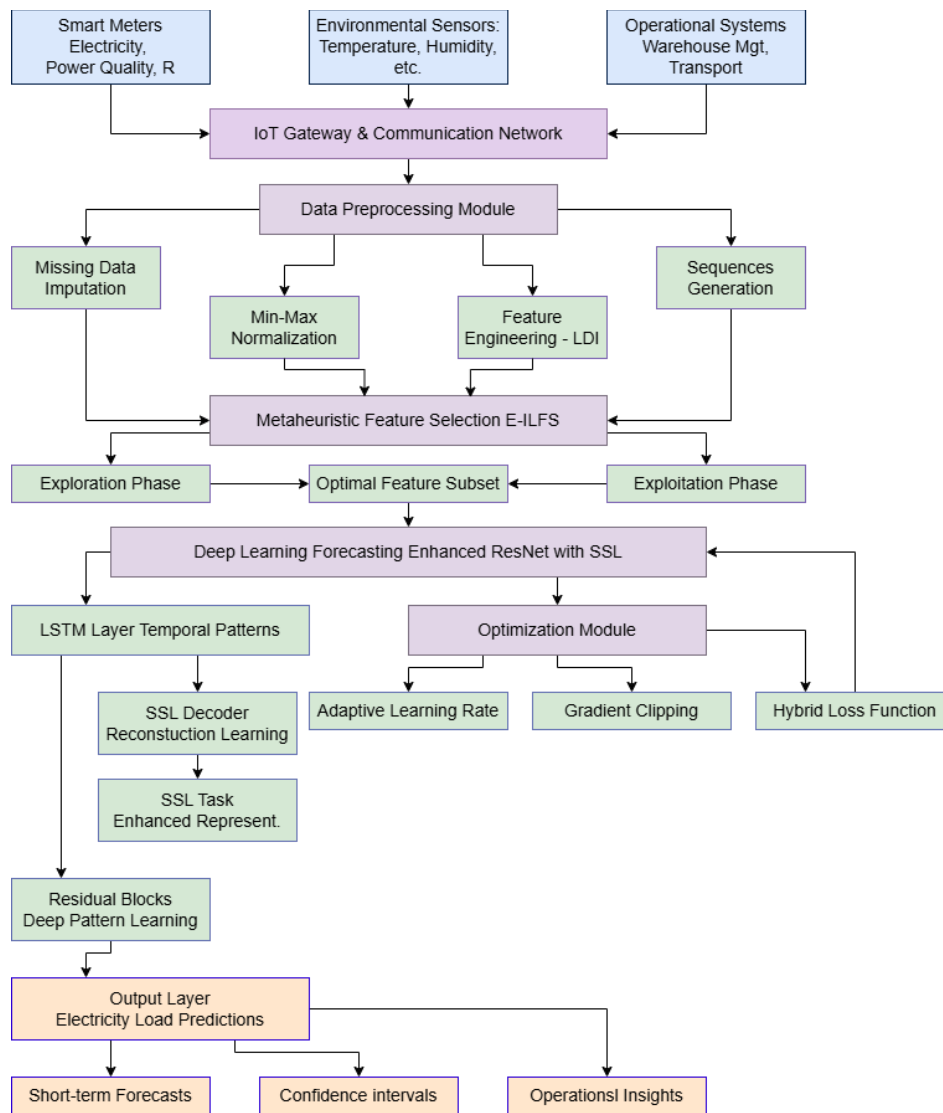 Smart Meters
Electricity,
Power Quality, R
Environmental Sensors:
Temperature, Humidity,
etc.
Operational Systems
Warehouse Mgt,
Transport
IoT Gateway & Communication Network
Data Preprocessing Module
Missing Data
Imputation
Sequences
Generation
Min-Max
Normalization
Feature
Engineering - LDI
Metaheuristic Feature Selection E-ILFS
Exploration Phase
Optimal Feature Subset
Exploitation Phase
Deep Learning Forecasting Enhanced ResNet with SSL
LSTM Layer Temporal Patterns
Optimization Module
SSL Decoder
Reconstuction Learning
Adaptive Learning Rate
Gradient Clipping
Hybrid Loss Function
SSL Task
Enhanced Represent.
Residual Blocks
Deep Pattern Learning
Output Layer
Electricity Load Predictions
Short-term Forecasts
Confidence intervals
Operationsl Insights